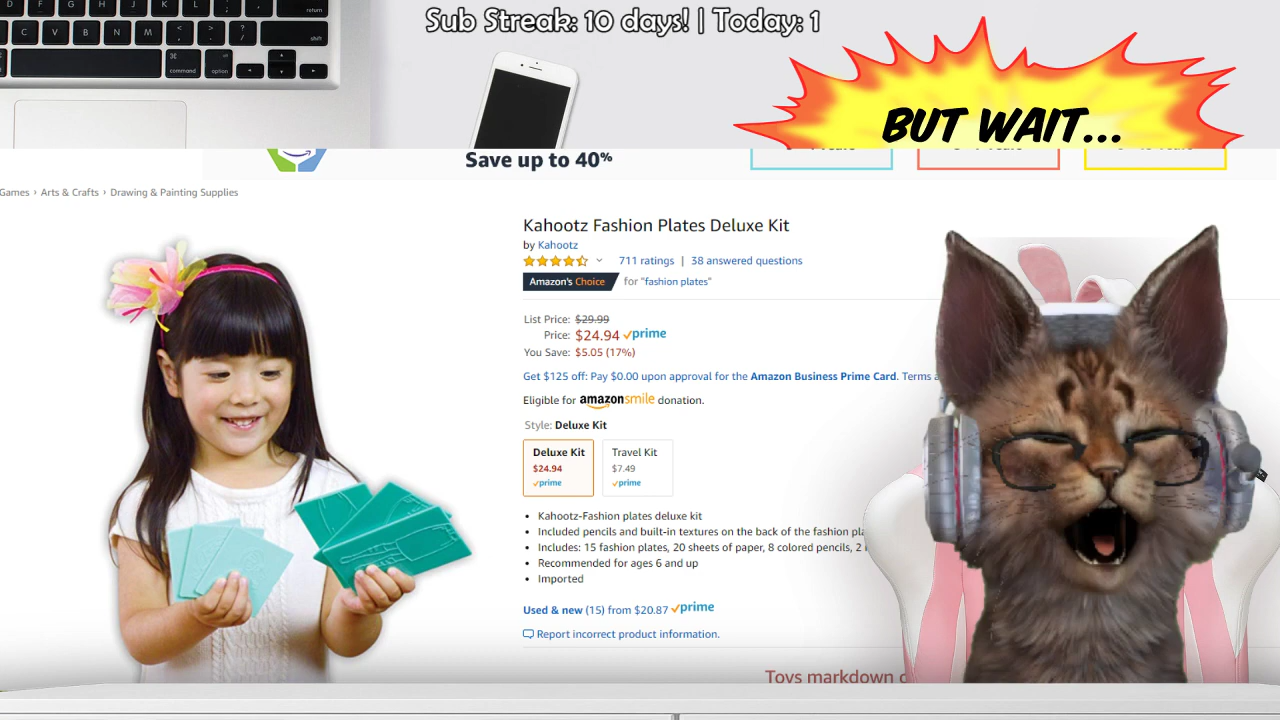 D F G H J K L return
C V B N M < > ? shift
command option
Sub Streak: 10 days! | Today: 1
BUT WAIT...
Save up to 40%
Games › Arts & Crafts › Drawing & Painting Supplies
Kahootz Fashion Plates Deluxe Kit
by Kahootz
711 ratings | 38 answered questions
Amazon's Choice for "fashion plates"
List Price: $29.99
Price: $24.94 prime
You Save: $5.05 (17%)
Get $125 off: Pay $0.00 upon approval for the Amazon Business Prime Card. Terms
Eligible for amazonsmile donation.
Style: Deluxe Kit
Deluxe Kit
$24.94
prime
Travel Kit
$7.49
prime
• Kahootz-Fashion plates deluxe kit
• Included pencils and built-in textures on the back of the fashion
• Includes: 15 fashion plates, 20 sheets of paper, 8 colored pencils, 2
• Recommended for ages 6 and up
• Imported
Used & new (15) from $20.87 prime
Report incorrect product information.
Toys markdown